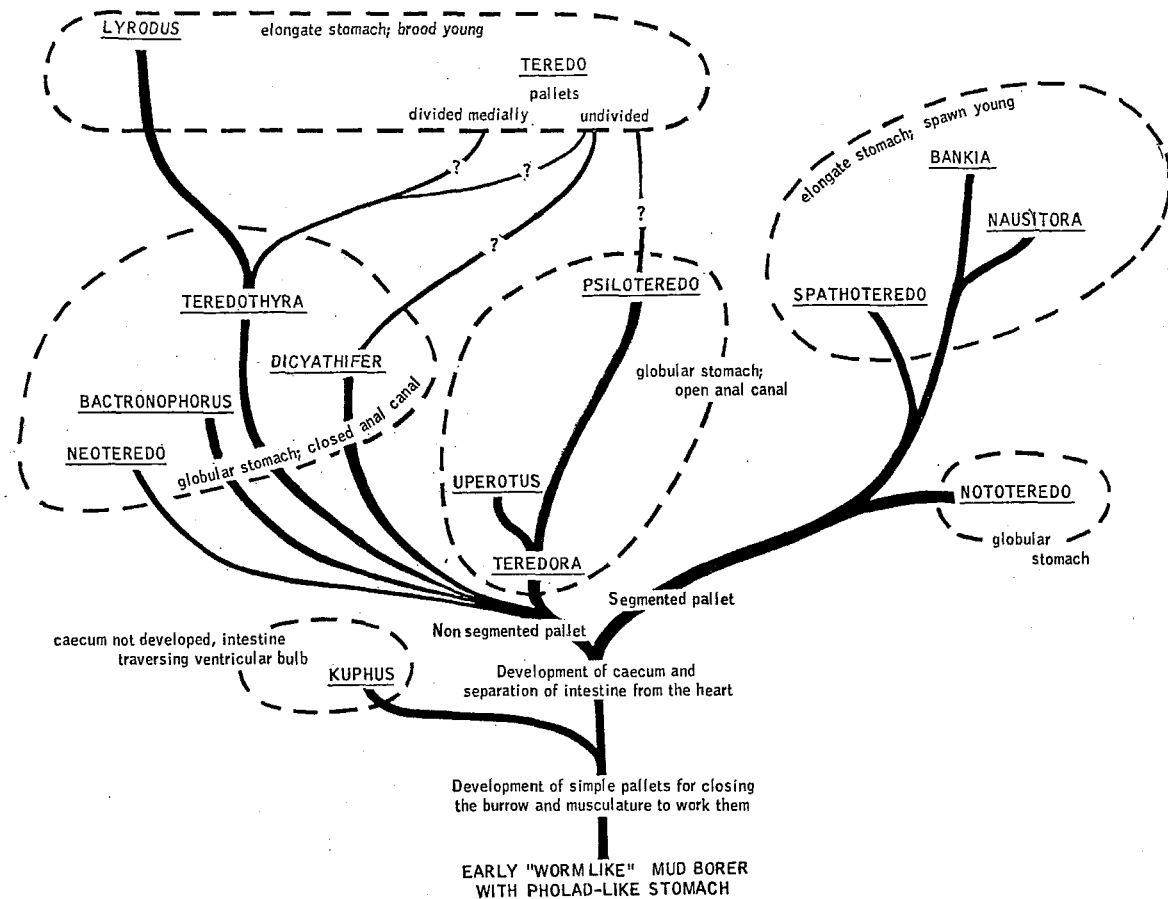 LYRODUS
elongate stomach; brood young
TEREDO
pallets
divided medially
undivided
?
?
?
?
elongate stomach; spawn young
BANKIA
NAUSITORA
SPATHOTEREDO
TEREDOTHYRA
PSILOTEREDO
DICYATHIFER
globular stomach;
open anal canal
BACTRONOPHORUS
NEOTEREDO
globular stomach; closed anal canal
UPEROTUS
TEREDORA
NOTOTEREDO
globular
stomach
Segmented pallet
Non segmented pallet
caecum not developed, intestine
traversing ventricular bulb
KUPHUS
Development of caecum and
separation of intestine from the heart
Development of simple pallets for closing
the burrow and musculature to work them
EARLY "WORM LIKE" MUD BORER
WITH PHOLAD-LIKE STOMACH